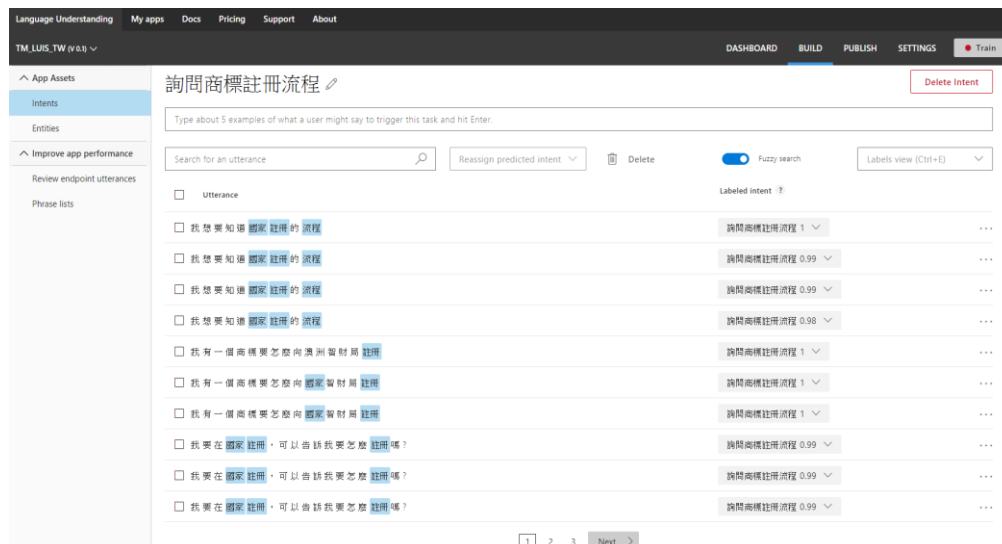 Language Understanding My apps Docs Pricing Support About
TM_LUIS_TW (V 0.1) DASHBOARD BUILD PUBLISH SETTINGS Train
App Assets
Intents
Entities
Improve app performance
Review endpoint utterances
Phrase lists
詢問商標註冊流程
Delete Intent
Type about 5 examples of what a user might say to trigger this task and hit Enter.
Search for an utterance Reassign predicted intent Delete Fuzzy search Labels view (Ctrl+E)
Utterance Labeled intent ?
我想要知道 國家 註冊 的 流程 詢問商標註冊流程 1 ...
我想要知道 國家 註冊 的 流程 詢問商標註冊流程 0.99 ...
我想要知道 國家 註冊 的 流程 詢問商標註冊流程 0.99 ...
我想要知道 國家 註冊 的 流程 詢問商標註冊流程 0.98 ...
我有一個商標要怎麼向澳洲智財局 註冊 詢問商標註冊流程 1 ...
我有一個商標要怎麼向 國家 智財局 註冊 詢問商標註冊流程 1 ...
我有一個商標要怎麼向 國家 智財局 註冊 詢問商標註冊流程 1 ...
我要在 國家 註冊,可以告訴我要怎麼 註冊 嗎? 詢問商標註冊流程 0.99 ...
我要在 國家 註冊,可以告訴我要怎麼 註冊 嗎? 詢問商標註冊流程 0.99 ...
我要在 國家 註冊,可以告訴我要怎麼 註冊 嗎? 詢問商標註冊流程 0.99 ...
1 2 3 Next